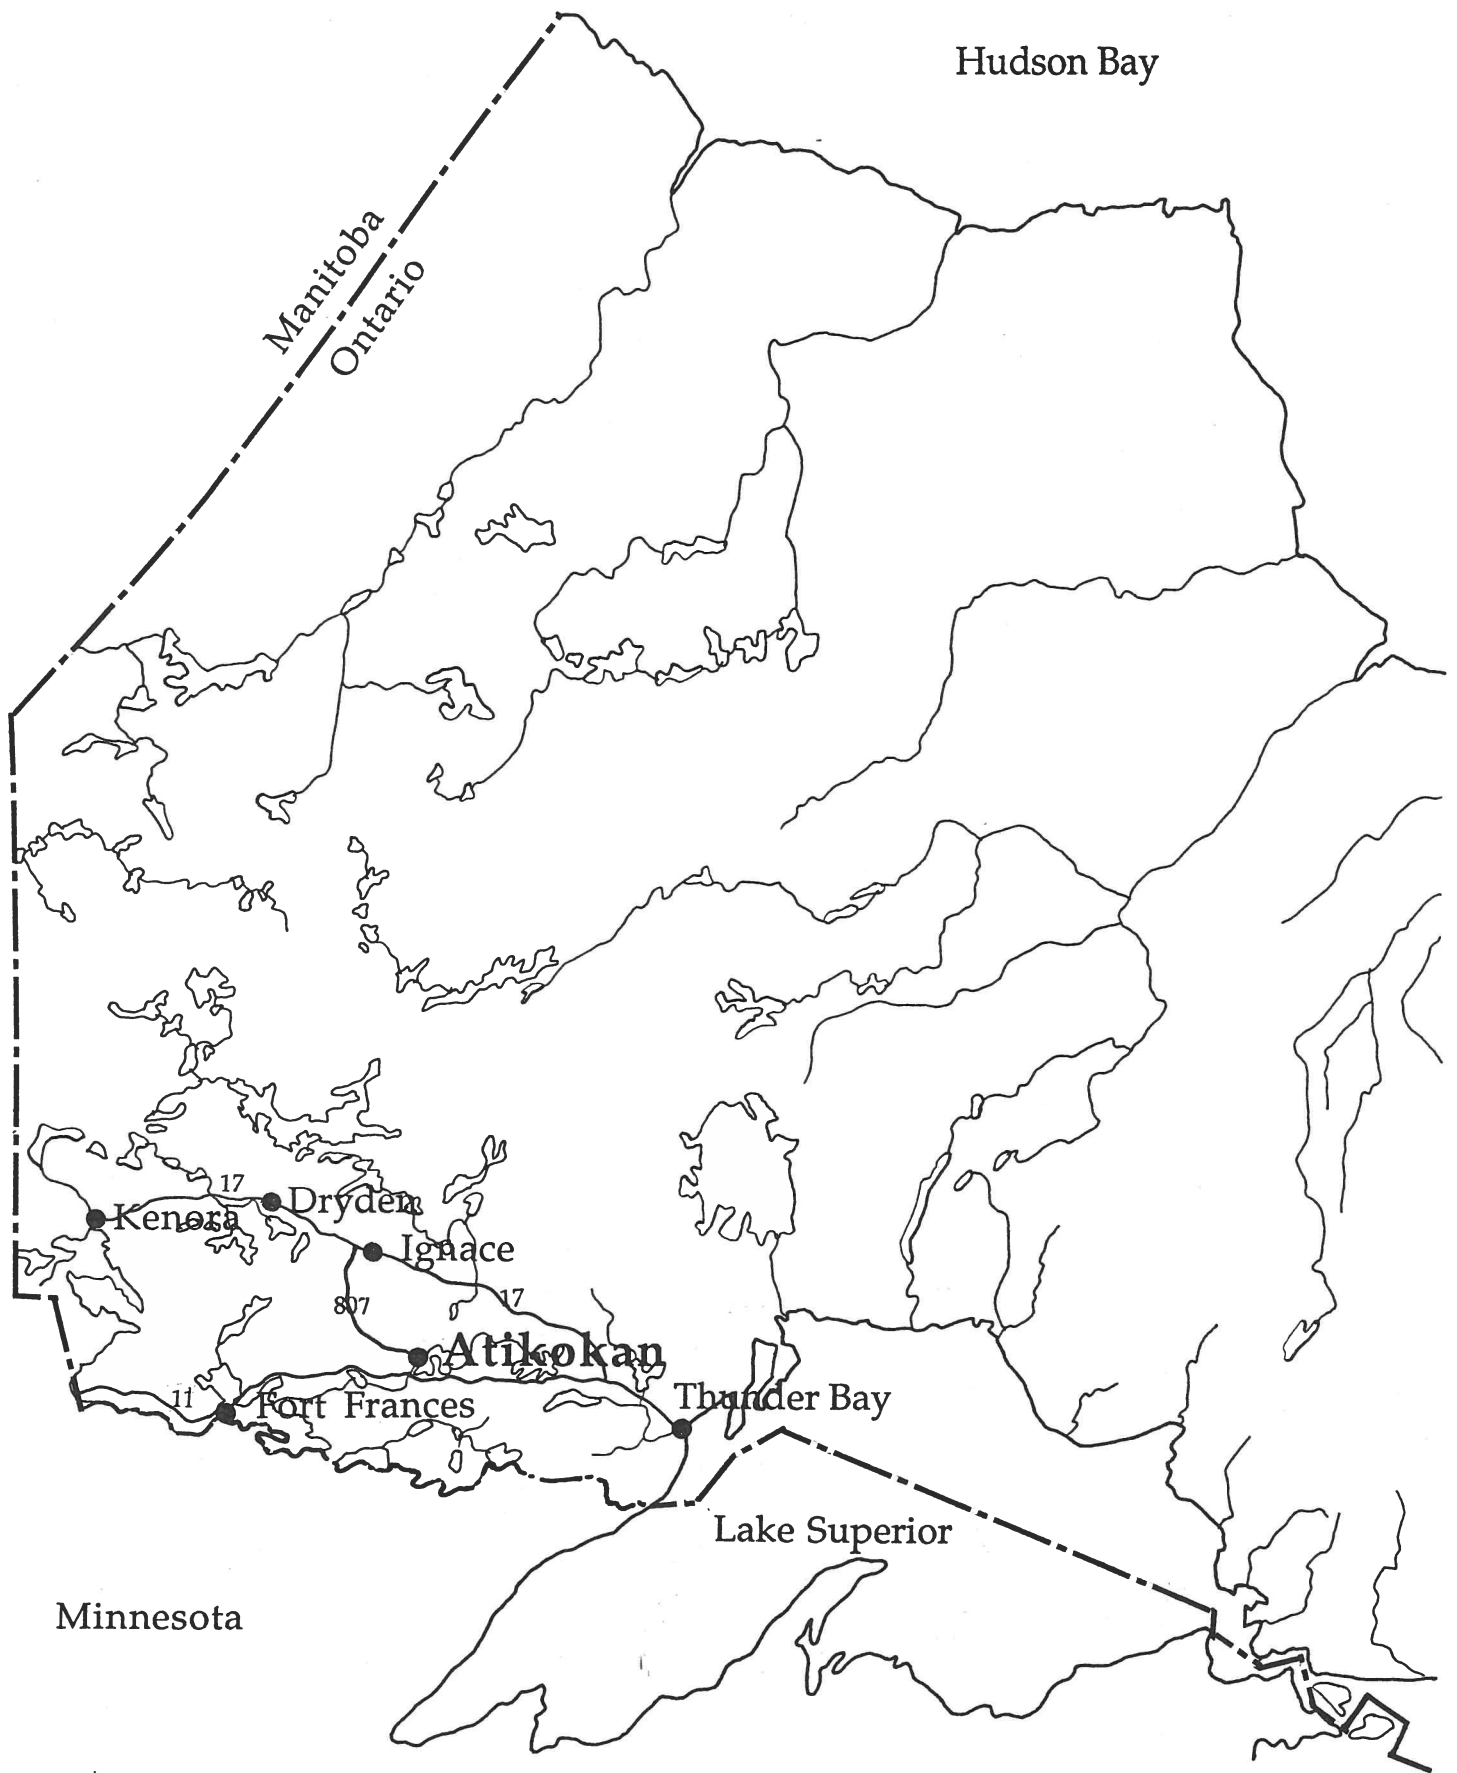 Hudson Bay
Manitoba
Ontario
17
Dryden
Kenora
Ignace
807
17
Atikokan
11
Fort Frances
Thunder Bay
Lake Superior
Minnesota